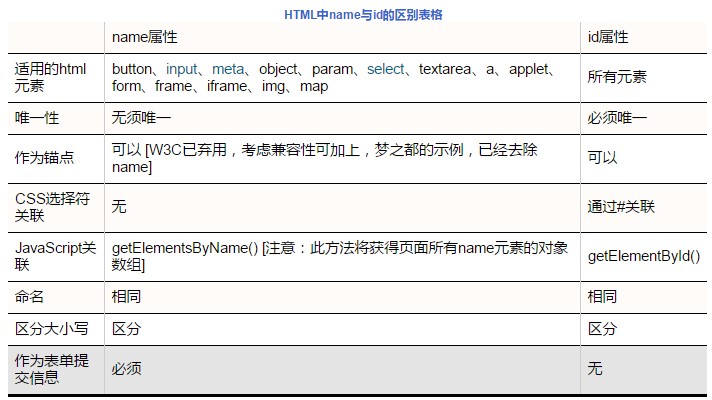 HTML中name与id的区别表格
name属性 id属性
适用的html button、input、meta、object、param、select、textarea、a、applet、 所有元素
元素 form、frame、iframe、img、map
唯一性 无须唯一 必须唯一
作为锚点 可以 [W3C已弃用，考虑兼容性可加上，梦之都的示例，已经去除 可以
name]
CSS选择符 无 通过#关联
关联
JavaScript关 getElementsByName() [注意：此方法将获得页面所有name元素的对象 getElementById()
联 数组]
命名 相同 相同
区分大小写 区分 区分
作为表单提 必须 无
交信息